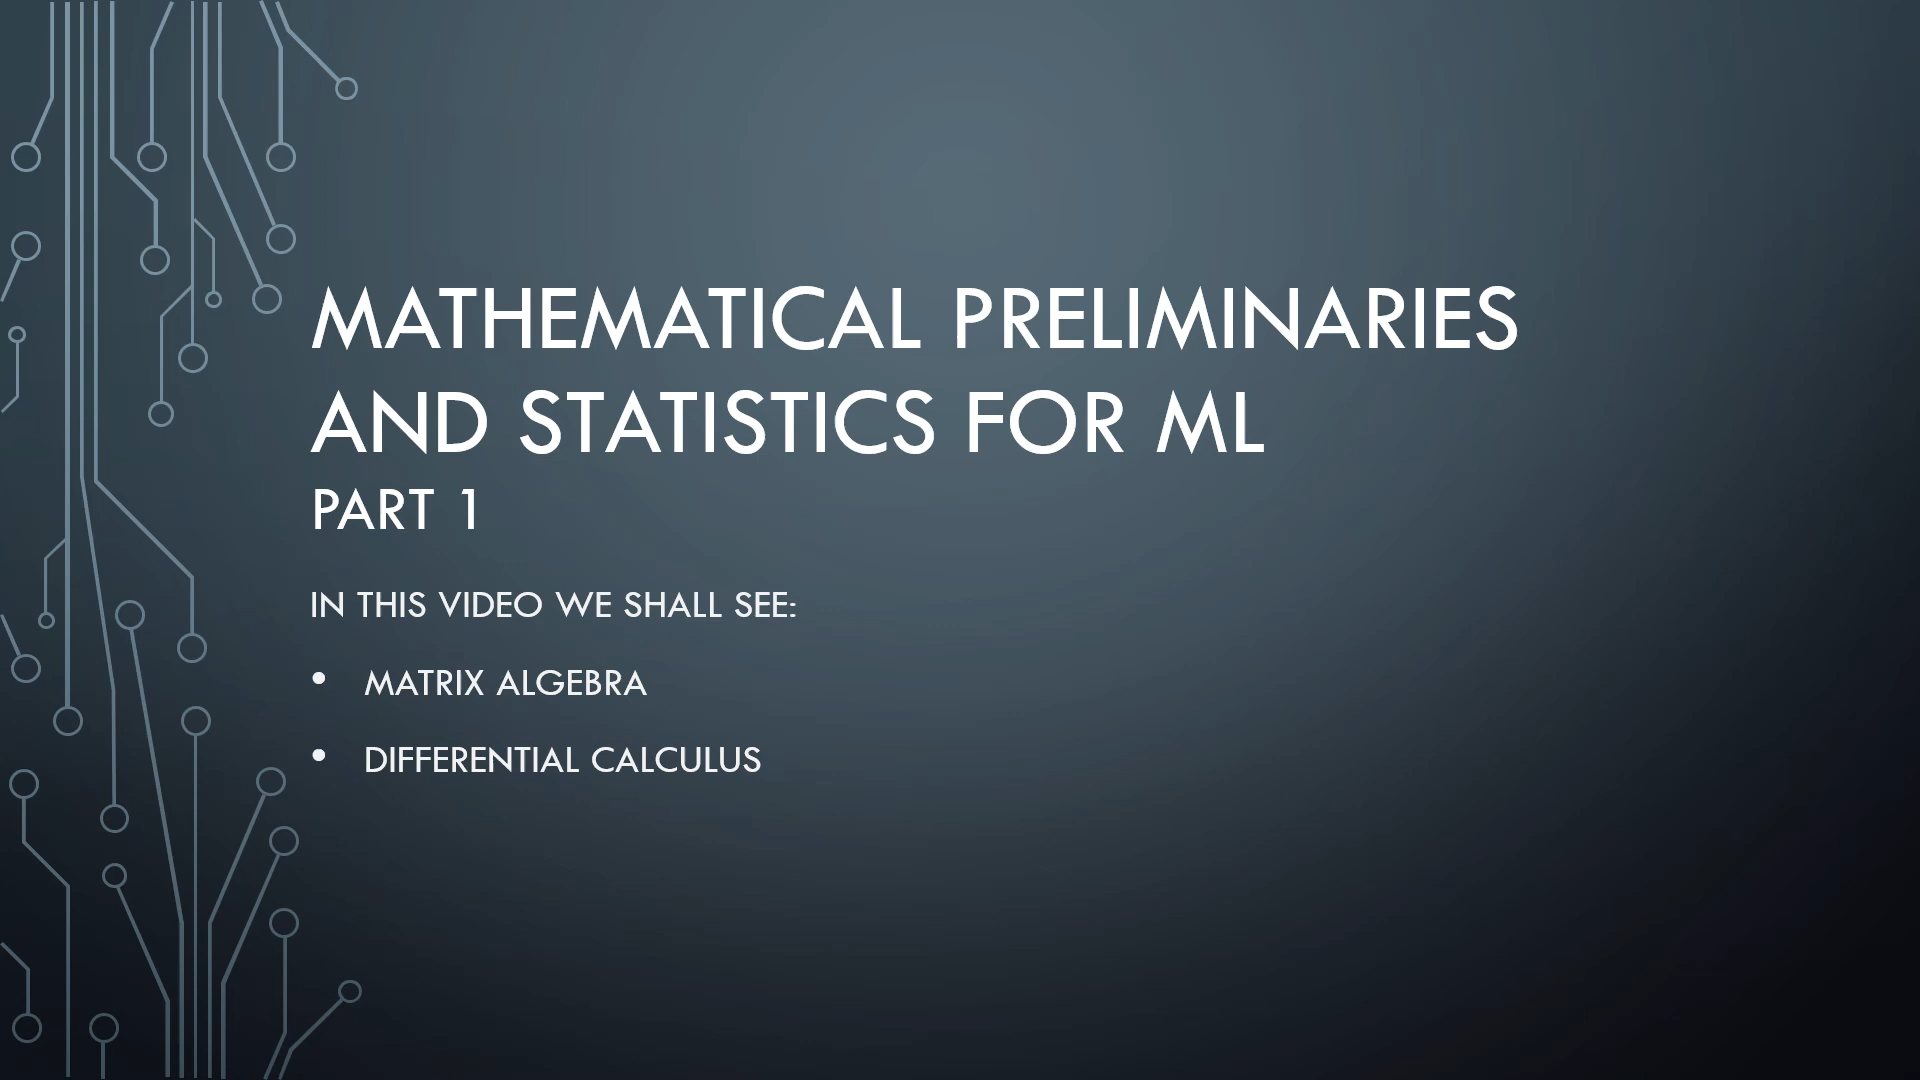 MATHEMATICAL PRELIMINARIES
AND STATISTICS FOR ML
PART 1
IN THIS VIDEO WE SHALL SEE:
• MATRIX ALGEBRA
• DIFFERENTIAL CALCULUS